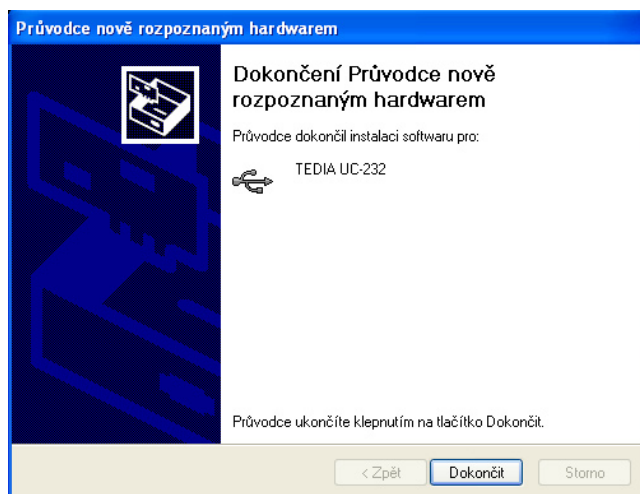 Průvodce nově rozpoznaným hardwarem
Dokončení Průvodce nově
rozpoznaným hardwarem
Průvodce dokončil instalaci softwaru pro:
TEDIA UC-232
Průvodce ukončíte klepnutím na tlačítko Dokončit.
< Zpět
Dokončit
Storno